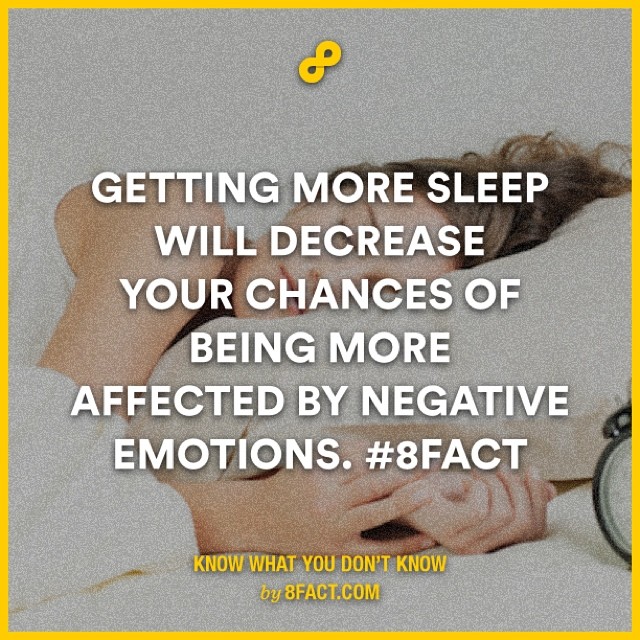 GETTING MORE SLEEP
WILL DECREASE
YOUR CHANCES OF
BEING MORE
AFFECTED BY NEGATIVE
EMOTIONS. #8FACT
KNOW WHAT YOU DON'T KNOW
by 8FACT.COM